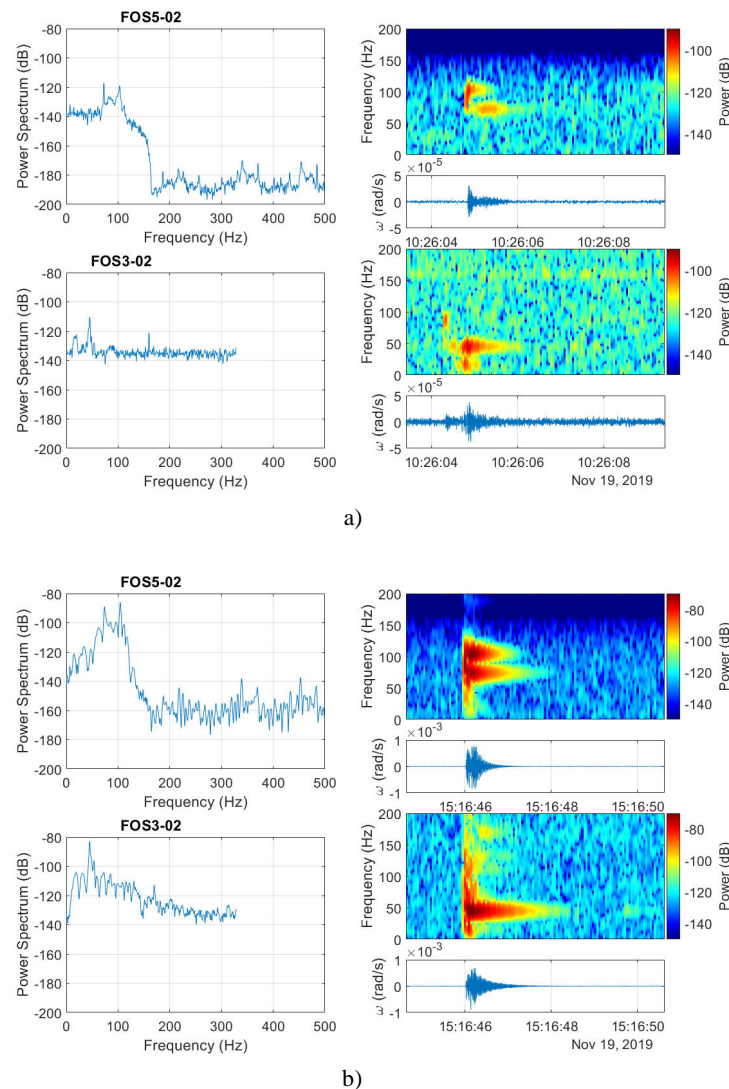 FOS5-02
-80
-100
-120
-140
-160
-180
-200
0 100 200 300 400 500
Frequency (Hz)
Power Spectrum (dB)
200
150
100
50
0
Frequency (Hz)
-100
-120
-140
Power (dB)
×10⁻⁵
5
0
-5
ω (rad/s)
10:26:04 10:26:06 10:26:08
FOS3-02
-80
-100
-120
-140
-160
-180
-200
0 100 200 300 400 500
Frequency (Hz)
Power Spectrum (dB)
200
150
100
50
0
Frequency (Hz)
-100
-120
-140
Power (dB)
×10⁻⁵
5
0
-5
ω (rad/s)
10:26:04 10:26:06 10:26:08
Nov 19, 2019
a)
FOS5-02
-80
-100
-120
-140
-160
-180
-200
0 100 200 300 400 500
Frequency (Hz)
Power Spectrum (dB)
200
150
100
50
0
Frequency (Hz)
-80
-100
-120
-140
Power (dB)
×10⁻³
1
0
-1
ω (rad/s)
15:16:46 15:16:48 15:16:50
FOS3-02
-80
-100
-120
-140
-160
-180
-200
0 100 200 300 400 500
Frequency (Hz)
Power Spectrum (dB)
200
150
100
50
0
Frequency (Hz)
-80
-100
-120
-140
Power (dB)
×10⁻³
1
0
-1
ω (rad/s)
15:16:46 15:16:48 15:16:50
Nov 19, 2019
b)